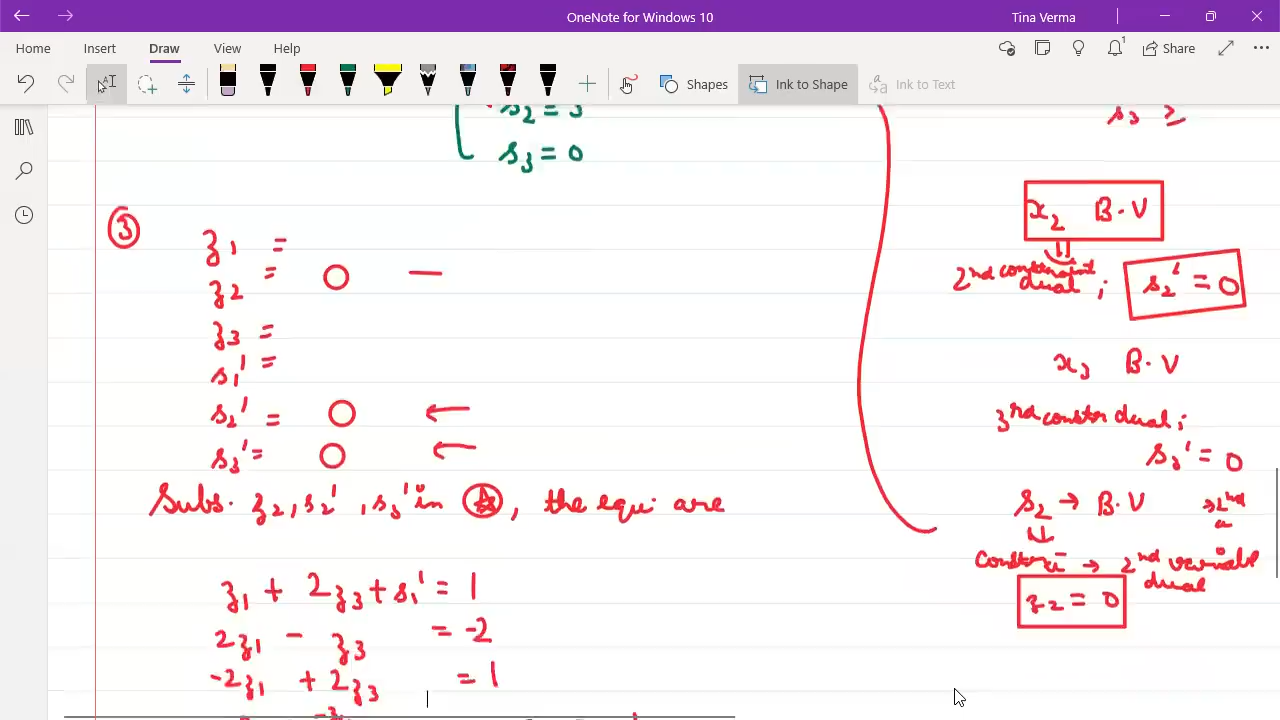 OneNote for Windows 10
Tina Verma
Home Insert Draw View Help
Share
Shapes
Ink to Shape
Ink to Text
s2 = 3
s3 = 0
③
z1 =
z2 = 0 —
z3 =
s1' =
s2' = 0 ←
s3' = 0 ←
Subs. z2, s2', s3' in ☆, the equi are
z1 + 2z3 + s1' = 1
2z1 - z3 = -2
-2z1 + 2z3 = 1
s3 ≥
x2 B.V
2nd constraint
dual ; s2' = 0
x3 B.V
3rd constr dual ;
s3' = 0
s2 → B.V → 2nd
→ 2nd variable
dual
z2 = 0